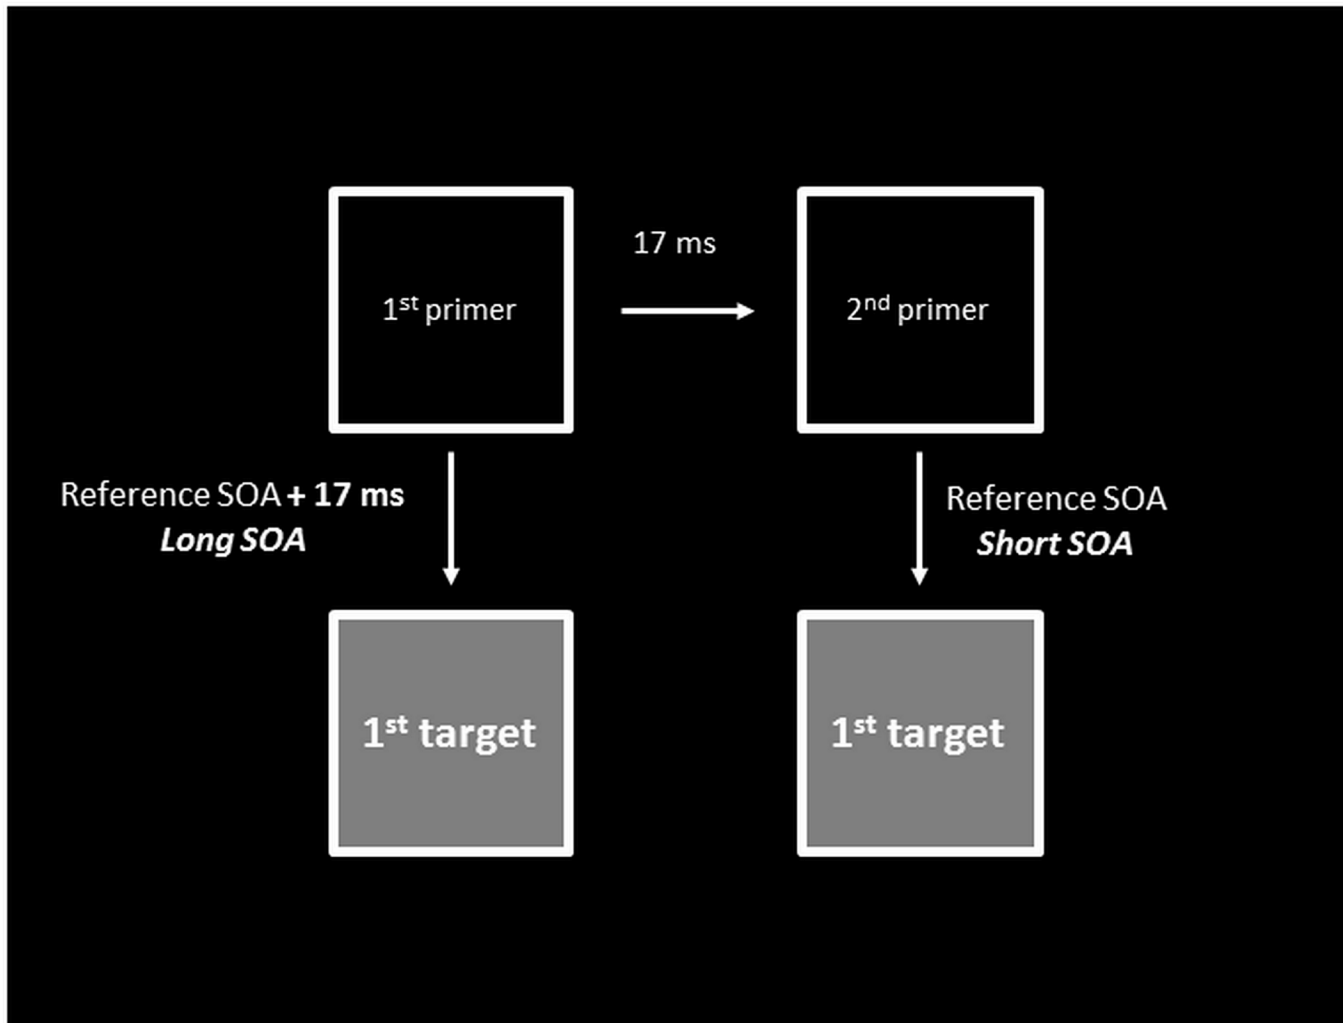 17 ms
1st primer
2nd primer
Reference SOA + 17 ms
Long SOA
Reference SOA
Short SOA
1st target
1st target